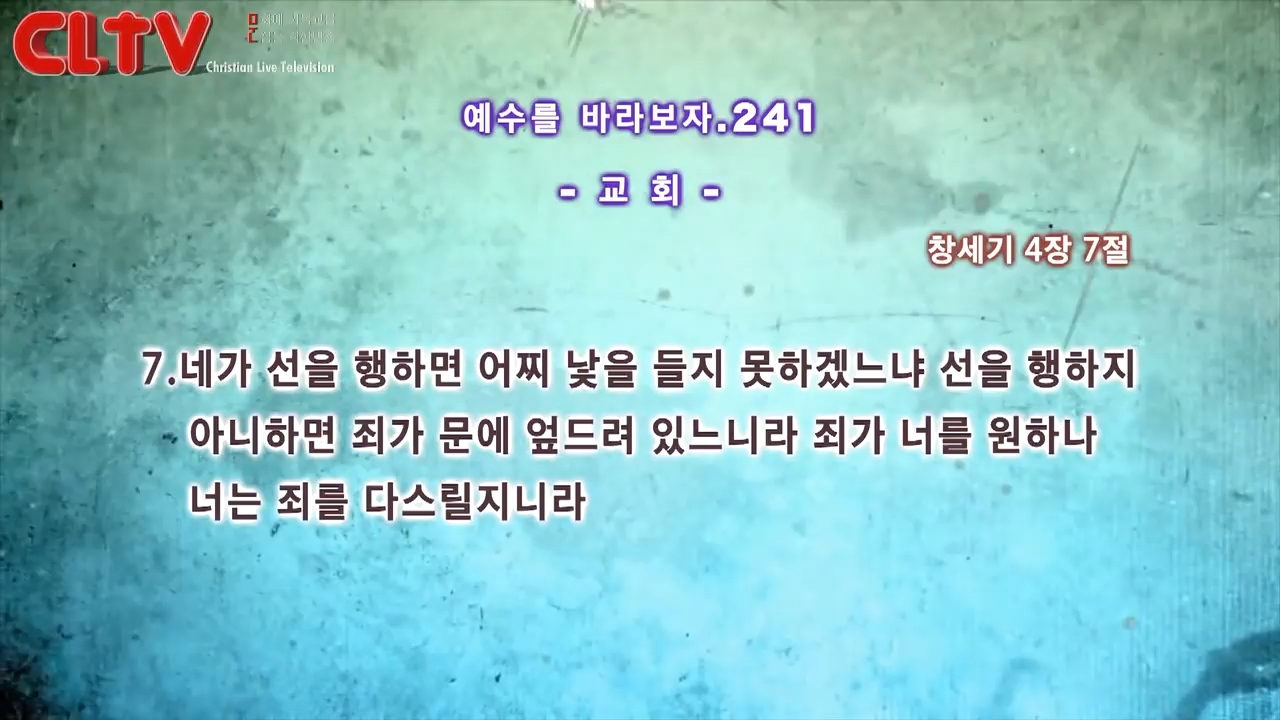 CLTV
Christian Live Television
예수를 바라보자.241
- 교 회 -
창세기 4장 7절
7.네가 선을 행하면 어찌 낯을 들지 못하겠느냐 선을 행하지
아니하면 죄가 문에 엎드려 있느니라 죄가 너를 원하나
너는 죄를 다스릴지니라